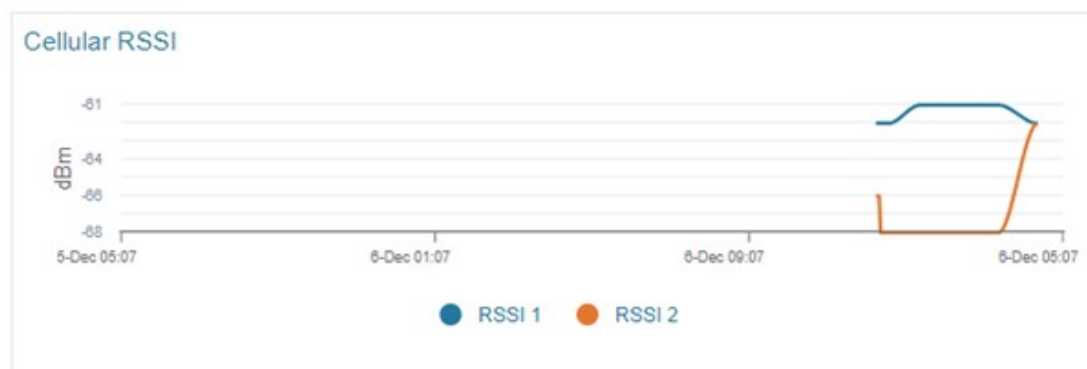 Cellular RSSI
-61
-64
-66
-68
dBm
5-Dec 05:07
6-Dec 01:07
6-Dec 09:07
6-Dec 05:07
RSSI 1
RSSI 2